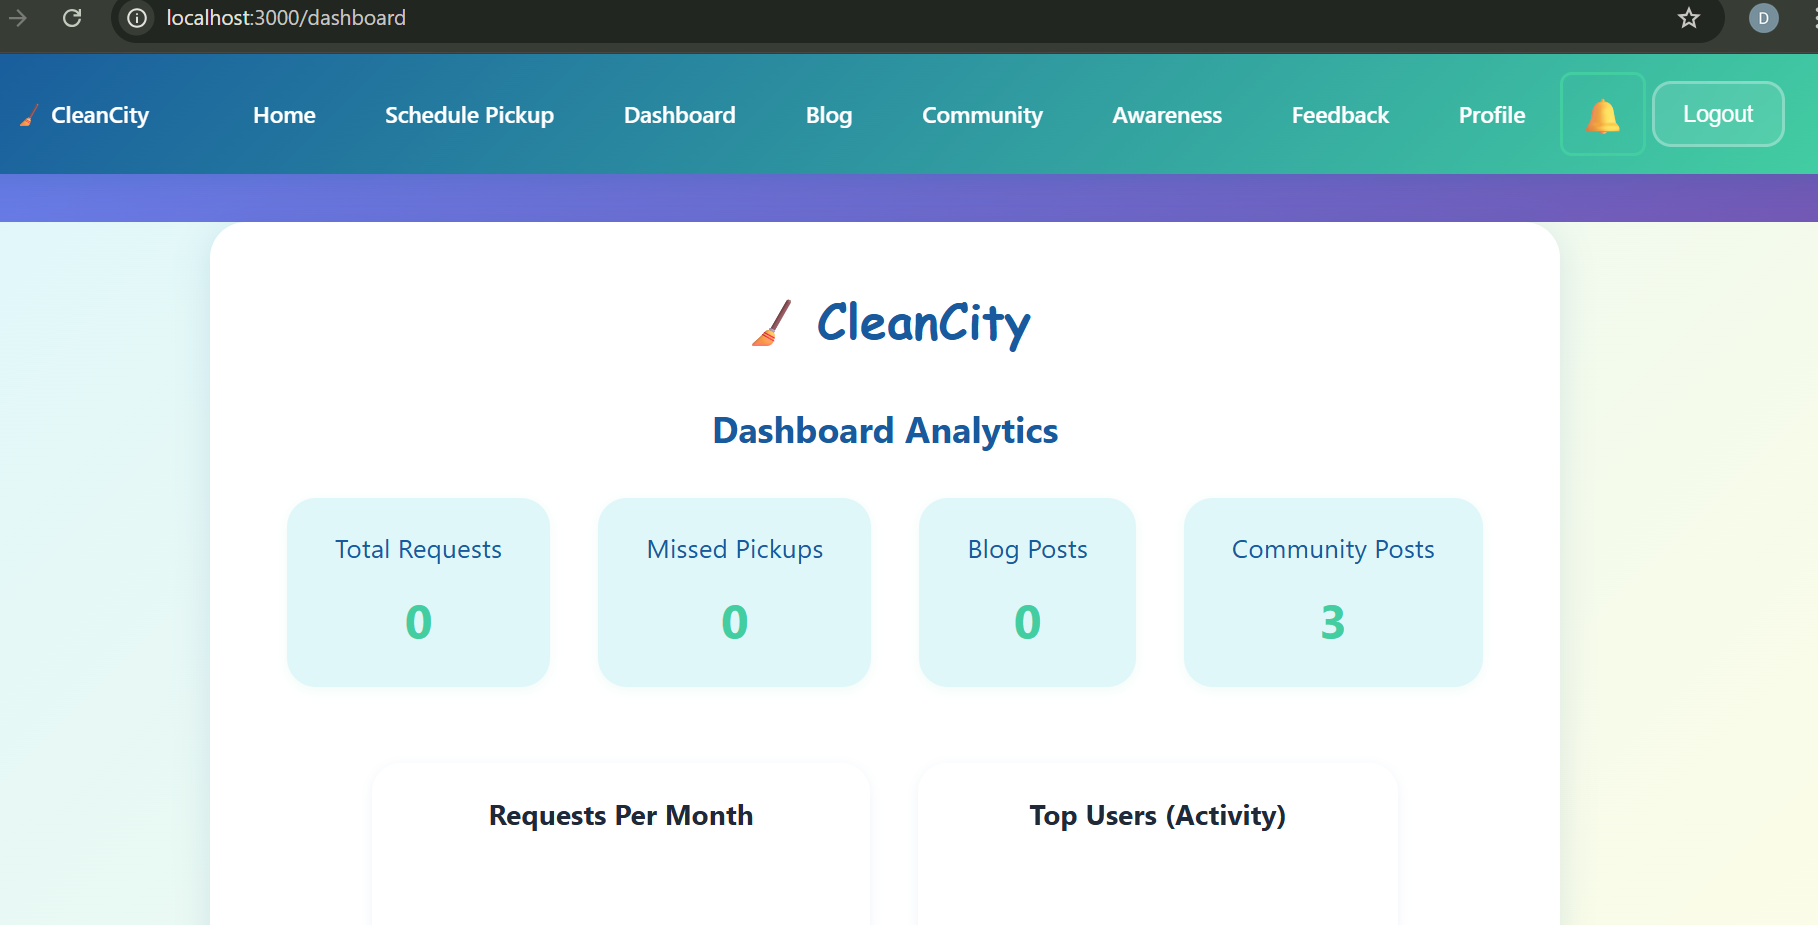 localhost:3000/dashboard
D
CleanCity Home Schedule Pickup Dashboard Blog Community Awareness Feedback Profile Logout
CleanCity
Dashboard Analytics
Total Requests Missed Pickups Blog Posts Community Posts
0 0 0 3
Requests Per Month Top Users (Activity)